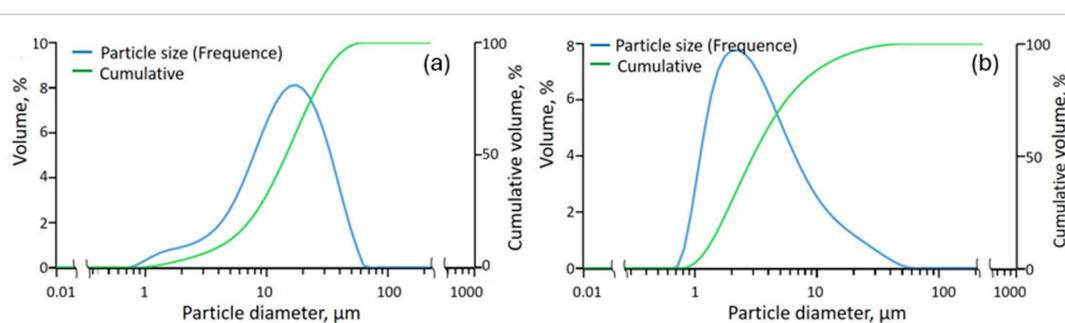 10
8
6
4
2
0
Volume, %
Particle size (Frequence)
Cumulative
(a)
100
50
0
Cumulative volume, %
0.01 1 10 100 1000
Particle diameter, µm
8
6
4
2
0
Volume, %
Particle size (Frequence)
Cumulative
(b)
100
50
0
Cumulative volume, %
0.01 1 10 100 1000
Particle diameter, µm